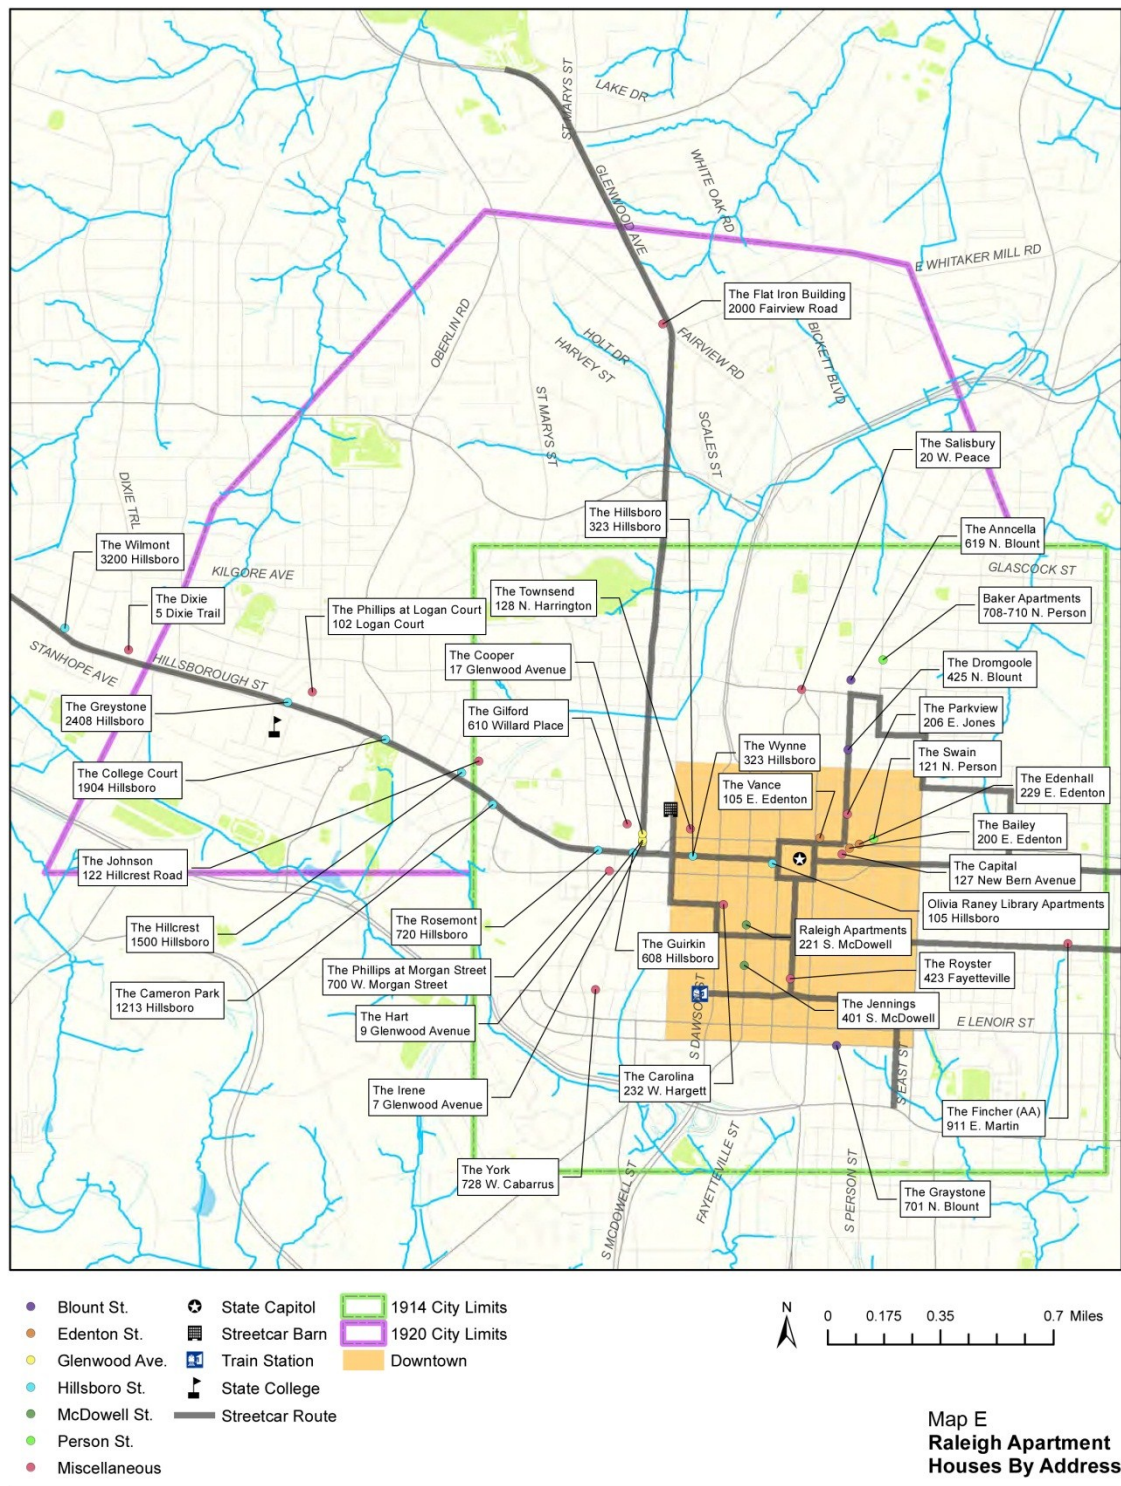 ST MARYS ST
LAKE DR
WHITE OAK RD
GLENWOOD AVE
E WHITAKER MILL RD
The Flat Iron Building
2000 Fairview Road
OBERLIN RD
HOLT DR
HARVEY ST
FAIRVIEW RD
BICKETT BLVD
ST MARYS ST
SCALES ST
The Salisbury
20 W. Peace
DIXIE TRL
The Hillsboro
323 Hillsboro
The Anncella
619 N. Blount
The Wilmont
3200 Hillsboro
KILGORE AVE
GLASCOCK ST
The Dixie
5 Dixie Trail
The Phillips at Logan Court
102 Logan Court
The Townsend
128 N. Harrington
Baker Apartments
708-710 N. Person
STANHOPE AVE
HILLSBOROUGH ST
The Cooper
17 Glenwood Avenue
The Dromgoole
425 N. Blount
The Greystone
2408 Hillsboro
The Gilford
610 Willard Place
The Parkview
206 E. Jones
The Wynne
323 Hillsboro
The Swain
121 N. Person
The College Court
1904 Hillsboro
The Vance
105 E. Edenton
The Edenhall
229 E. Edenton
The Bailey
200 E. Edenton
The Johnson
122 Hillcrest Road
The Capital
127 New Bern Avenue
The Hillcrest
1500 Hillsboro
The Rosemont
720 Hillsboro
Olivia Raney Library Apartments
105 Hillsboro
Raleigh Apartments
221 S. McDowell
The Guirkin
608 Hillsboro
The Phillips at Morgan Street
700 W. Morgan Street
The Royster
423 Fayetteville
The Cameron Park
1213 Hillsboro
The Hart
9 Glenwood Avenue
The Jennings
401 S. McDowell
S DAWSON ST
E LENOIR ST
The Irene
7 Glenwood Avenue
The Carolina
232 W. Hargett
S EAST ST
The Fincher (AA)
911 E. Martin
The York
728 W. Cabarrus
S MCDOWELL ST
FAYETTEVILLE ST
S PERSON ST
The Graystone
701 N. Blount
Blount St.
Edenton St.
Glenwood Ave.
Hillsboro St.
McDowell St.
Person St.
Miscellaneous
State Capitol
Streetcar Barn
Train Station
State College
Streetcar Route
1914 City Limits
1920 City Limits
Downtown
N
0 0.175 0.35 0.7 Miles
Map E
Raleigh Apartment
Houses By Address